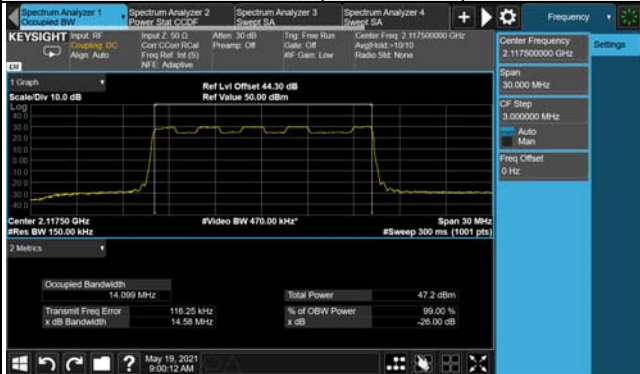 Spectrum Analyzer 1
Occupied BW
Spectrum Analyzer 2
Power Stat CCDF
Spectrum Analyzer 3
Swept SA
Spectrum Analyzer 4
Swept SA
Frequency
KEYSIGHT
Input: RF
Coupling: DC
Align: Auto
Input Z: 50 Ω
Corr CCorr RCal
Freq Ref: Int (S)
NFE: Adaptive
Atten: 30 dB
Preamp: Off
Trig: Free Run
Gate: Off
#IF Gain: Low
Center Freq: 2.117500000 GHz
Avg|Hold:>10/10
Radio Std: None
LXI
1 Graph
Scale/Div 10.0 dB
Ref Lvl Offset 44.30 dB
Ref Value 50.00 dBm
Log
40.0
30.0
20.0
10.0
0.00
-10.0
-20.0
-30.0
-40.0
Center 2.11750 GHz
#Video BW 470.00 kHz*
Span 30 MHz
#Res BW 150.00 kHz
#Sweep 300 ms (1001 pts)
2 Metrics
Occupied Bandwidth
14.099 MHz
Total Power
47.2 dBm
Transmit Freq Error
116.25 kHz
% of OBW Power
99.00 %
x dB Bandwidth
14.58 MHz
x dB
-26.00 dB
May 19, 2021
9:00:12 AM
Center Frequency
2.117500000 GHz
Settings
Span
30.000 MHz
CF Step
3.000000 MHz
Auto
Man
Freq Offset
0 Hz